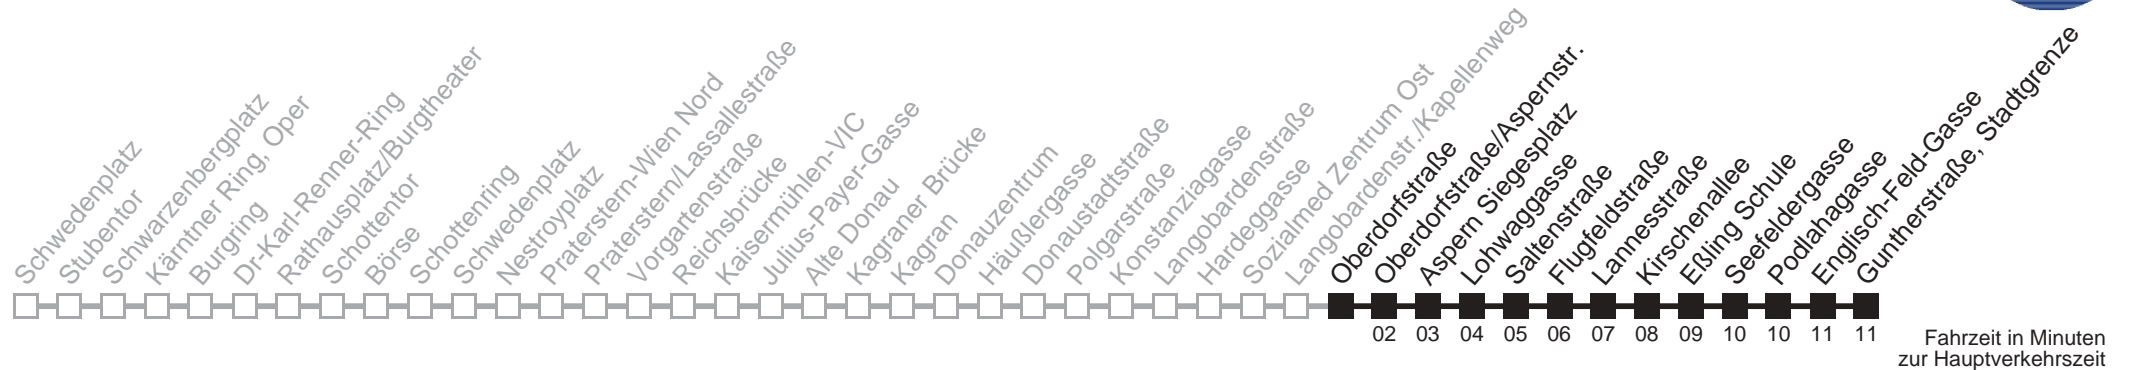 Schwedenplatz
Stubentor
Schwarzenbergplatz
Kärntner Ring, Oper
Burgring
Dr-Karl-Renner-Ring
Rathausplatz/Burgtheater
Schottentor
Börse
Schottenring
Schwedenplatz
Nestroyplatz
Praterstern-Wien Nord
Praterstern/Lassallestraße
Vorgartenstraße
Reichsbrücke
Kaisermühlen-VIC
Julius-Payer-Gasse
Alte Donau
Kagraner Brücke
Kagran
Donauzentrum
Häußlergasse
Donaustadtstraße
Polgarstraße
Konstanziagasse
Langobardenstraße
Hardeggasse
Sozialmed Zentrum Ost
Langobardenstr./Kapellenweg
Oberdorfstraße
Oberdorfstraße/Aspernstr.
Aspern Siegesplatz
Lohwaggasse
Saltenstraße
Flugfeldstraße
Lannesstraße
Kirschenallee
Eßling Schule
Seefeldergasse
Podlahagasse
Englisch-Feld-Gasse
Guntherstraße, Stadtgrenze
02 03 04 05 06 07 08 09 10 10 11 11
Fahrzeit in Minuten
zur Hauptverkehrszeit